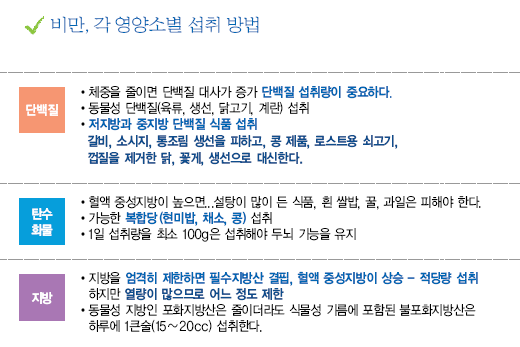 비만, 각 영양소별 섭취 방법
단백질
• 체중을 줄이면 단백질 대사가 증가 단백질 섭취량이 중요하다.
• 동물성 단백질(육류, 생선, 닭고기, 계란) 섭취
• 저지방과 중지방 단백질 식품 섭취
갈비, 소시지, 통조림 생선을 피하고, 콩 제품, 로스트용 쇠고기,
껍질을 제거한 닭, 꽃게, 생선으로 대신한다.
탄수
화물
• 혈액 중성지방이 높으면...설탕이 많이 든 식품, 흰 쌀밥, 꿀, 과일은 피해야 한다.
• 가능한 복합당(현미밥, 채소, 콩) 섭취
• 1일 섭취량을 최소 100g은 섭취해야 두뇌 기능을 유지
지방
• 지방을 엄격히 제한하면 필수지방산 결핍, 혈액 중성지방이 상승 - 적당량 섭취
하지만 열량이 많으므로 어느 정도 제한
• 동물성 지방인 포화지방산은 줄이더라도 식물성 기름에 포함된 불포화지방산은
하루에 1큰술(15~20cc) 섭취한다.